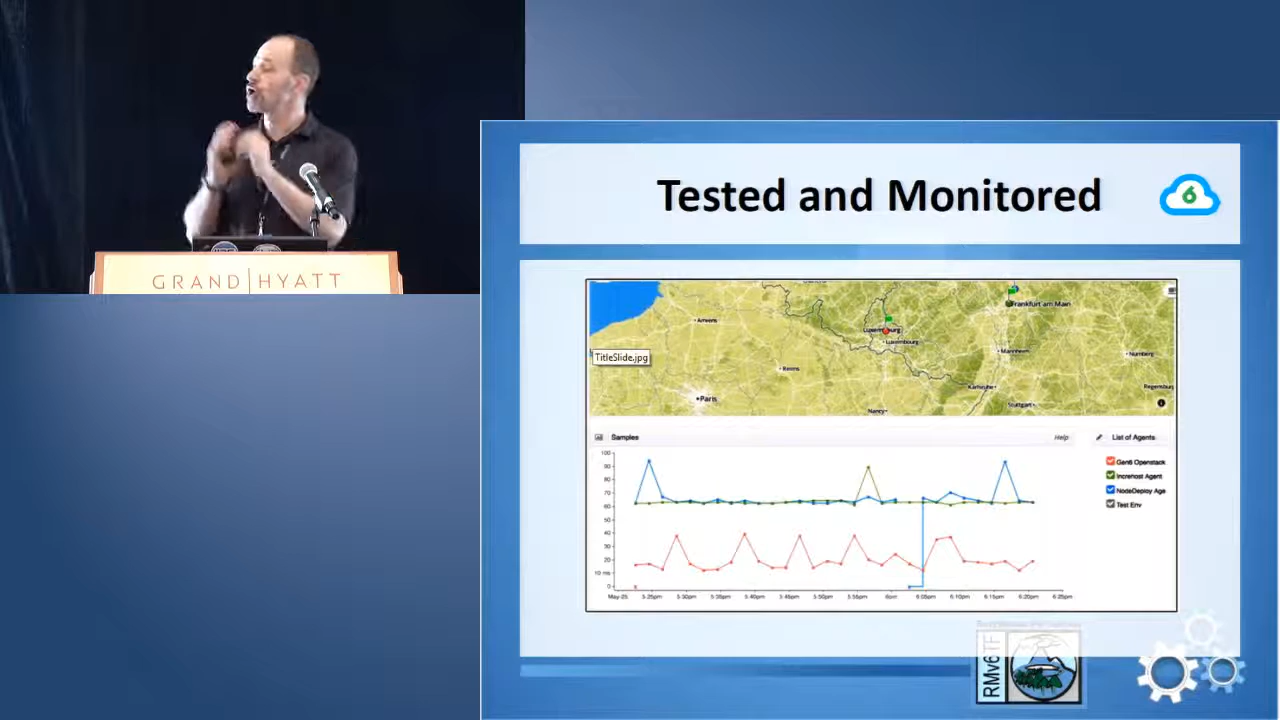 GRAND HYATT
Tested and Monitored
6
Frankfurt am Main
Amiens
Luxembourg
Luxembourg
TitleSlide.jpg
Mannheim
Nurnberg
Reims
Karlsruhe
Regensburg
Paris
Stuttgart
Nancy
Samples
Help
List of Agents
100
90
80
70
60
50
40
30
20
10 ms
0
Gen6 Openstack
Increhost Agent
NodeDeploy Age
Test Env
May-25
5:25pm
5:30pm
5:35pm
5:40pm
5:45pm
5:50pm
5:55pm
6pm
6:05pm
6:10pm
6:15pm
6:20pm
6:25pm
RMv6TF